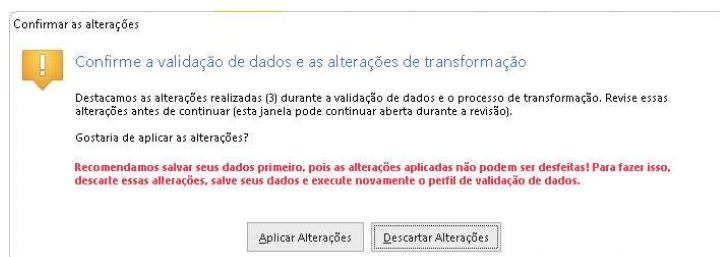 Confirmar as alterações
Confirme a validação de dados e as alterações de transformação
Destacamos as alterações realizadas (3) durante a validação de dados e o processo de transformação. Revise essas
alterações antes de continuar (esta janela pode continuar aberta durante a revisão).
Gostaria de aplicar as alterações?
Recomendamos salvar seus dados primeiro, pois as alterações aplicadas não podem ser desfeitas! Para fazer isso,
descarte essas alterações, salve seus dados e execute novamente o perfil de validação de dados.
Aplicar Alterações Descartar Alterações